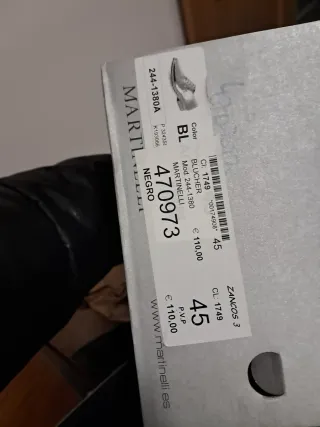 MARTINELLI
244-1380A
BL
Color
Cl. 1749
BLUCHER
Mod. 244-1380
MARTINELLI
470973
NEGRO
€ 110,00
45
ZANCOS 3
CL. 1749
45
P.V.P
€ 110,00
www.martinelli.es